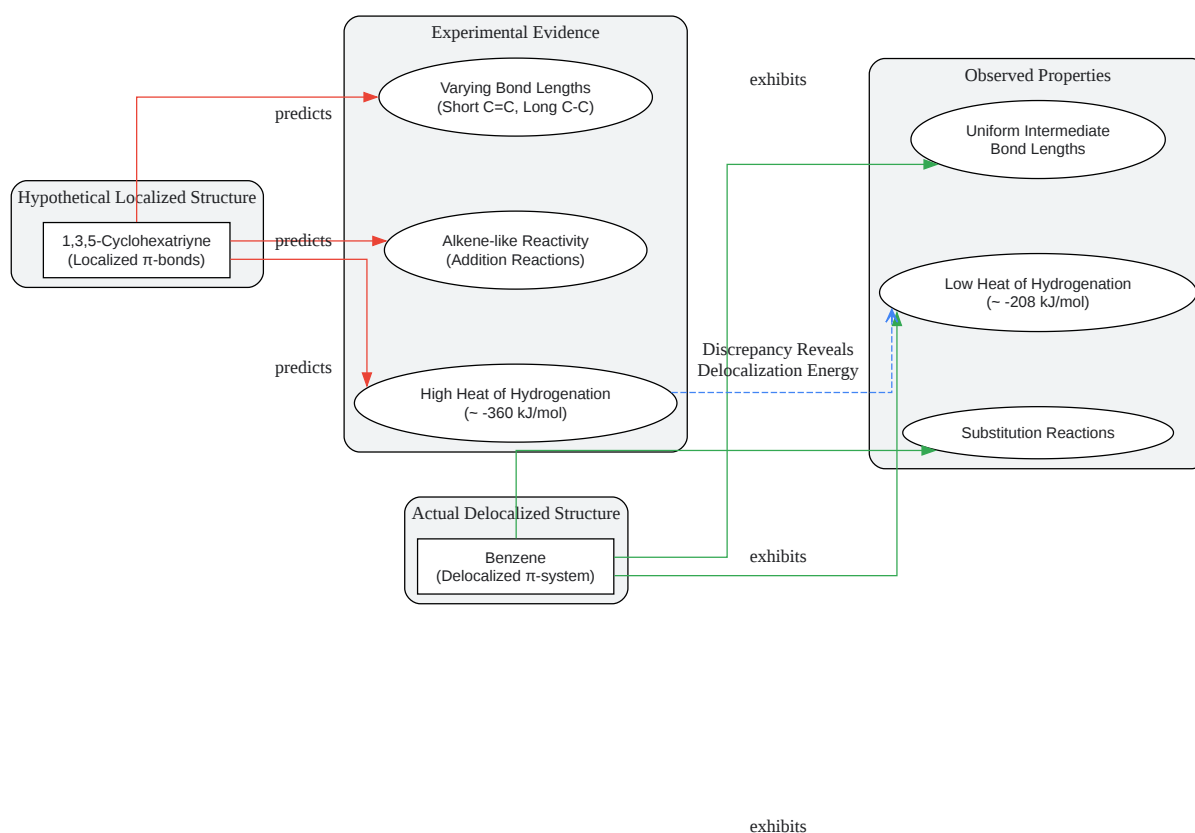 Experimental Evidence
Varying Bond Lengths
(Short C=C, Long C-C)
predicts
Hypothetical Localized Structure
1,3,5-Cyclohexatriyne
(Localized π-bonds)
predicts
Alkene-like Reactivity
(Addition Reactions)
predicts
High Heat of Hydrogenation
(~ -360 kJ/mol)
exhibits
Observed Properties
Uniform Intermediate
Bond Lengths
Low Heat of Hydrogenation
(~ -208 kJ/mol)
Discrepancy Reveals
Delocalization Energy
Substitution Reactions
Actual Delocalized Structure
Benzene
(Delocalized π-system)
exhibits
exhibits